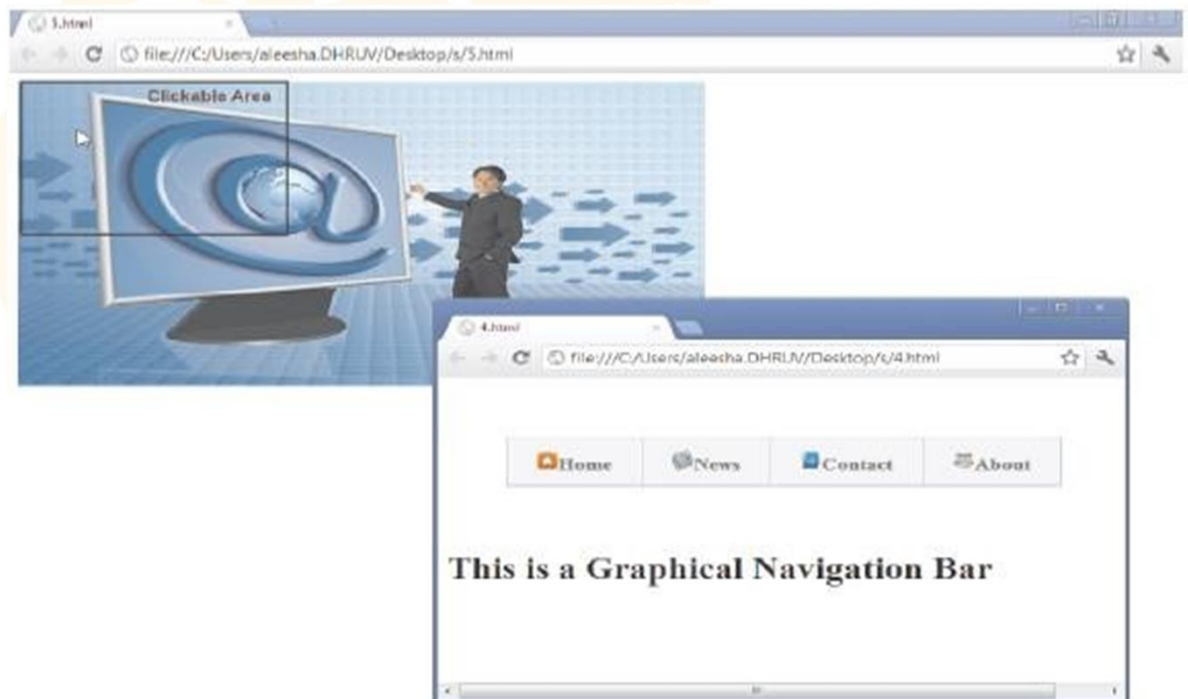 5.html
file:///C:/Users/aleesha.DHRUV/Desktop/s/5.html
Clickable Area
4.html
file:///C:/Users/aleesha.DHRUV/Desktop/s/4.html
Home News Contact About
This is a Graphical Navigation Bar